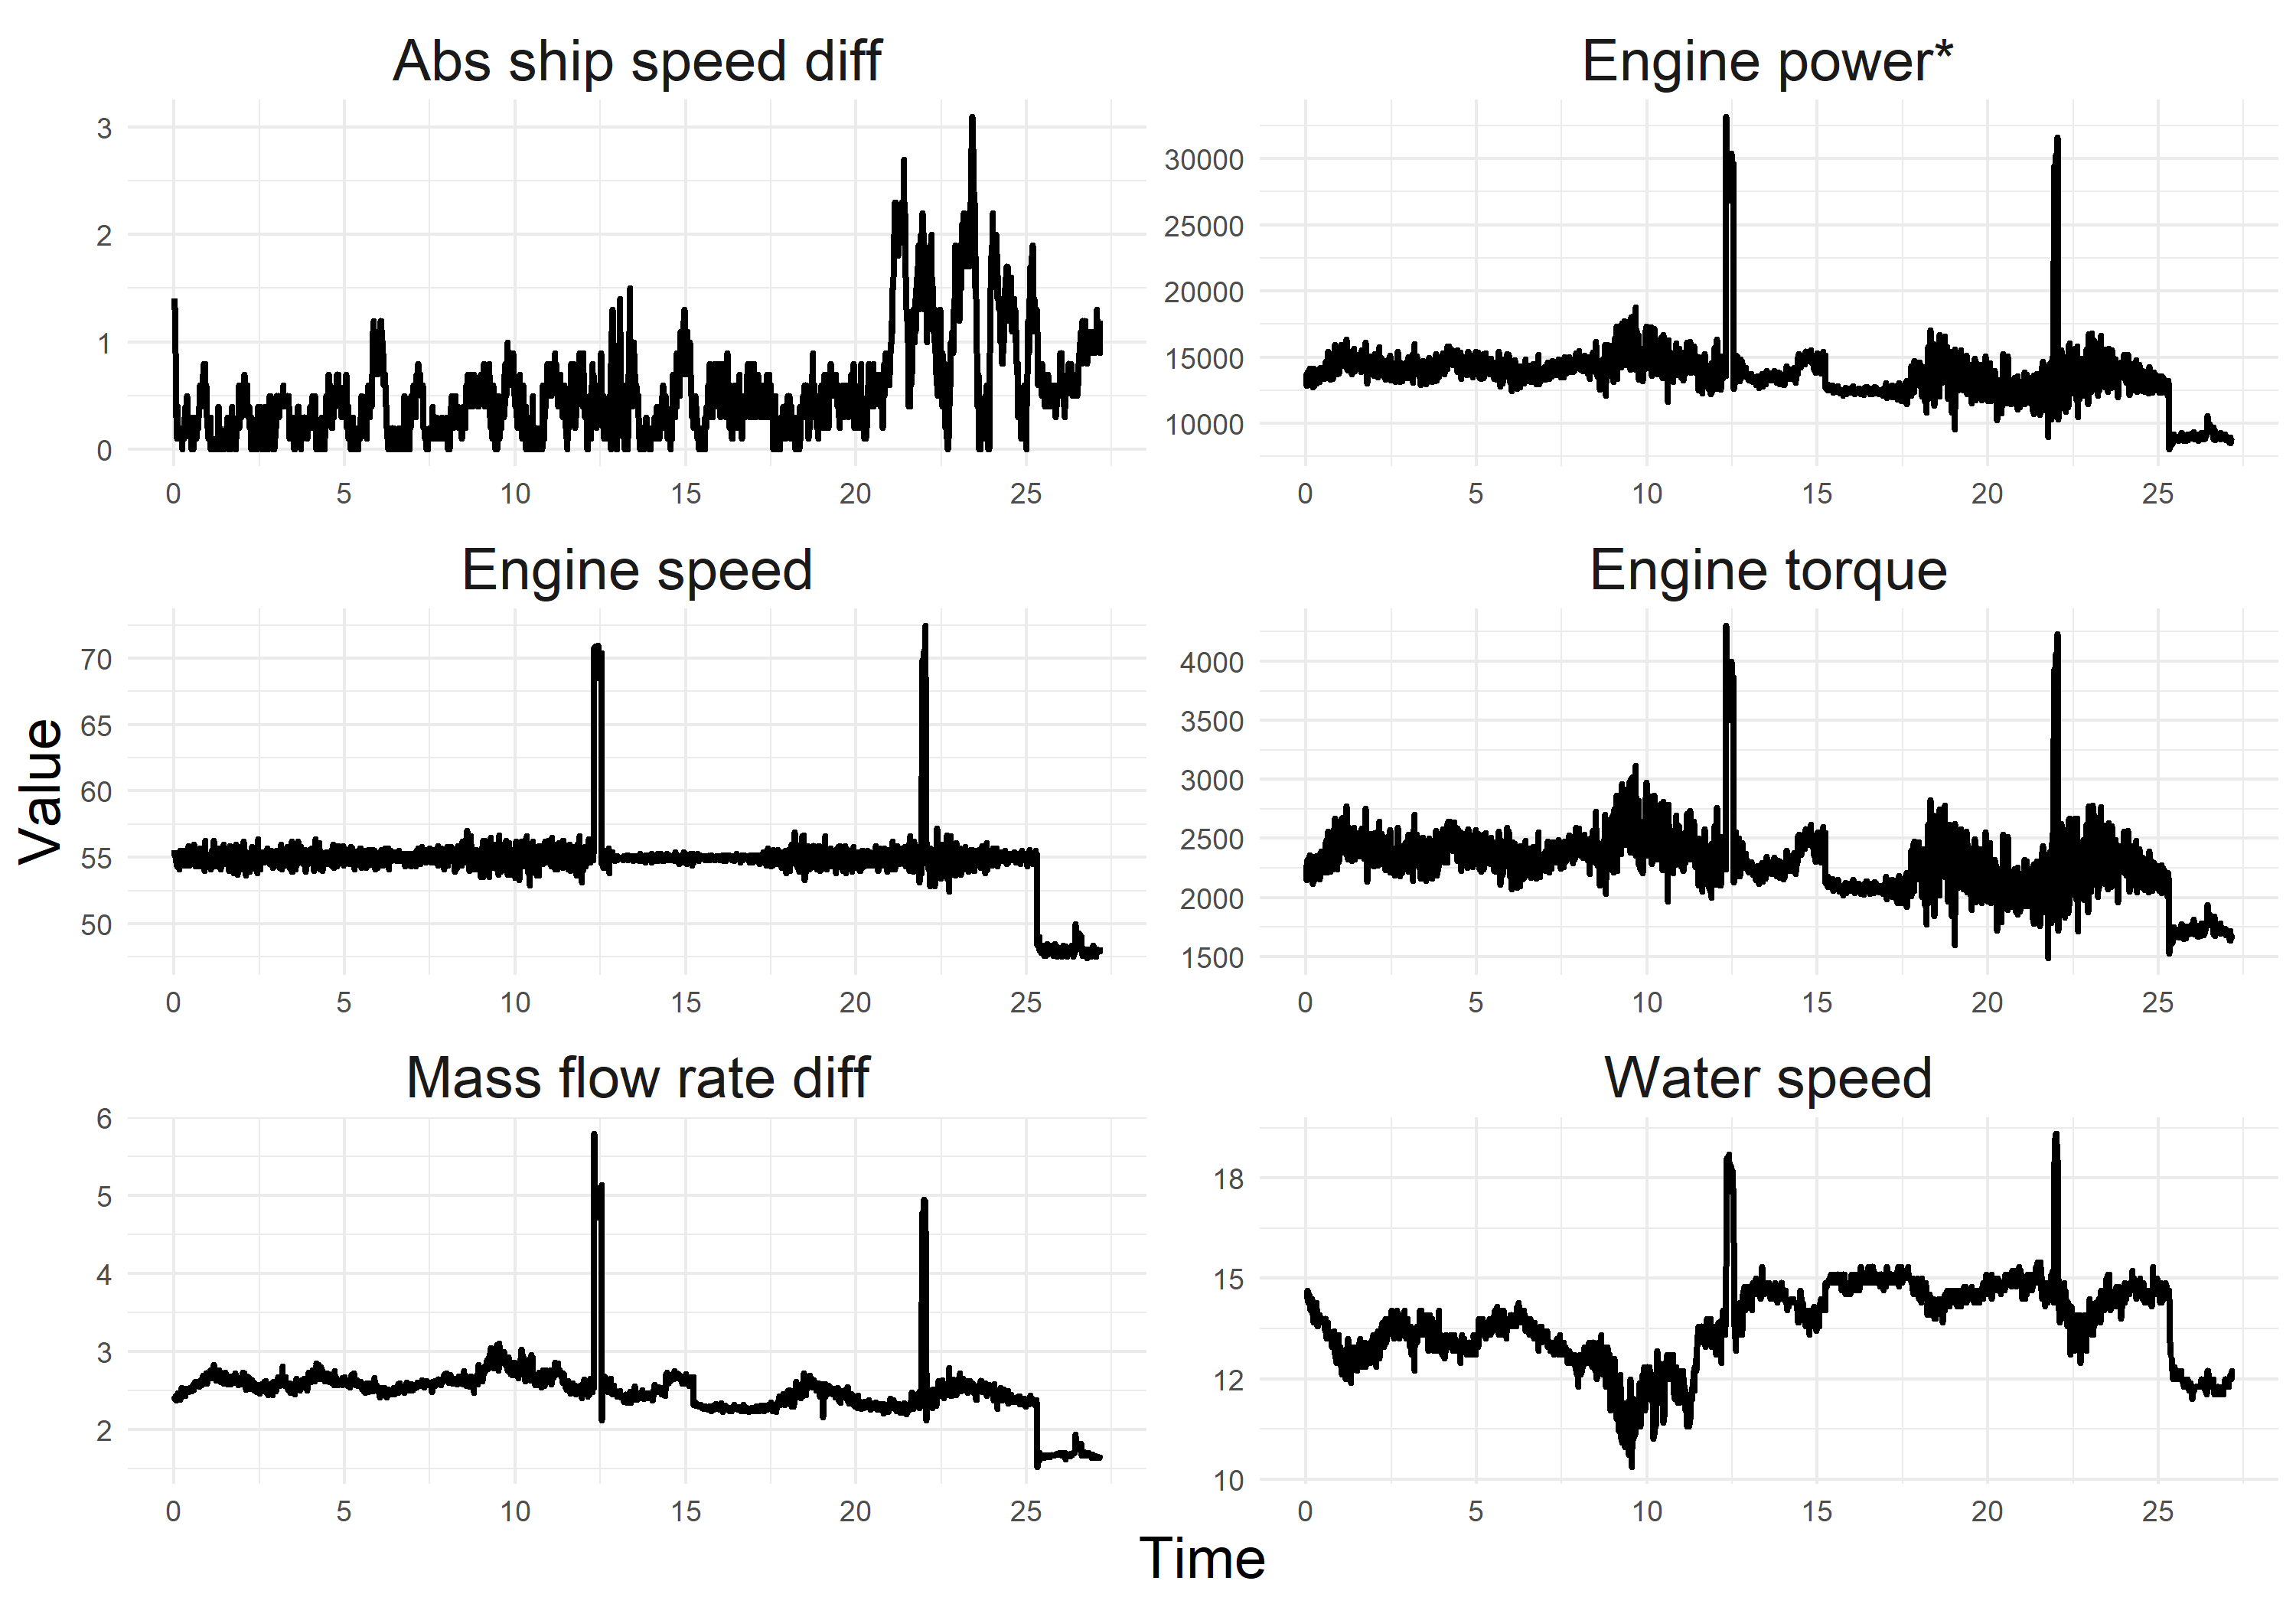 Abs ship speed diff
3
2
1
0
0 5 10 15 20 25
Engine power*
30000
25000
20000
15000
10000
0 5 10 15 20 25
Engine speed
70
65
60
55
50
0 5 10 15 20 25
Engine torque
4000
3500
3000
2500
2000
1500
0 5 10 15 20 25
Mass flow rate diff
6
5
4
3
2
0 5 10 15 20 25
Water speed
18
15
12
10
0 5 10 15 20 25
Value
Time